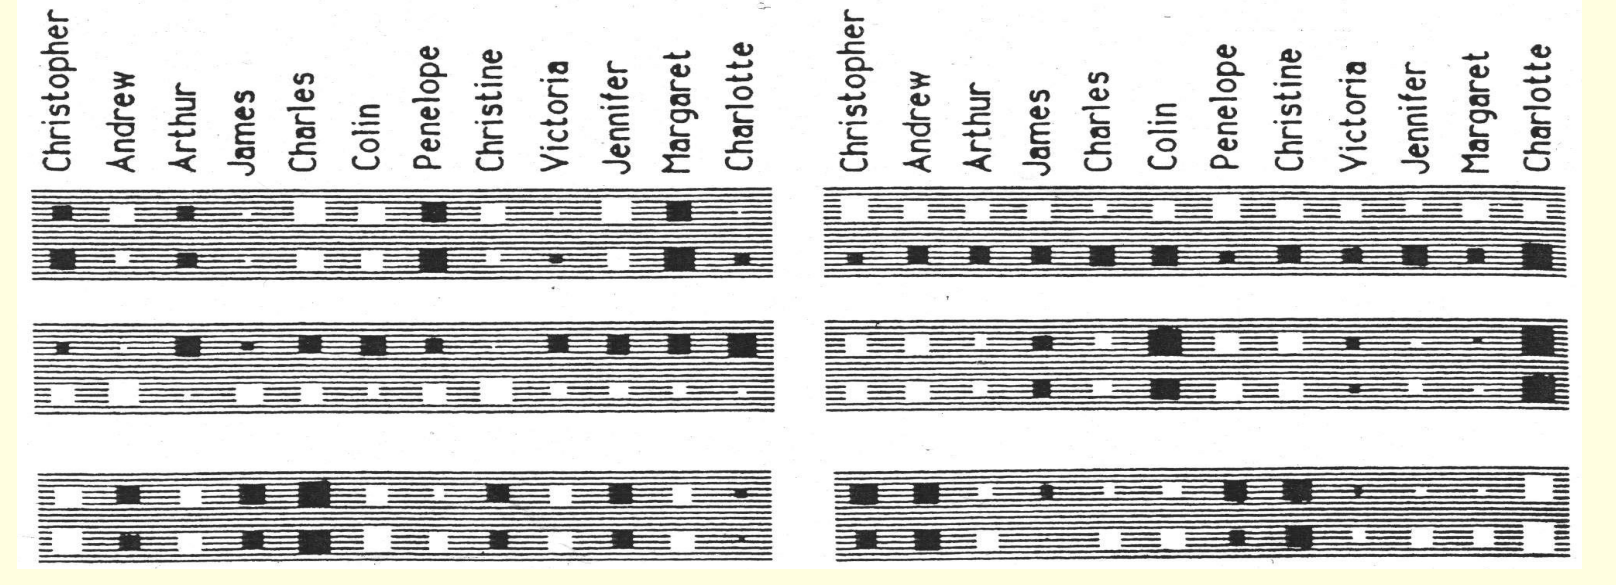 Christopher
Andrew
Arthur
James
Charles
Colin
Penelope
Christine
Victoria
Jennifer
Margaret
Charlotte
Christopher
Andrew
Arthur
James
Charles
Colin
Penelope
Christine
Victoria
Jennifer
Margaret
Charlotte